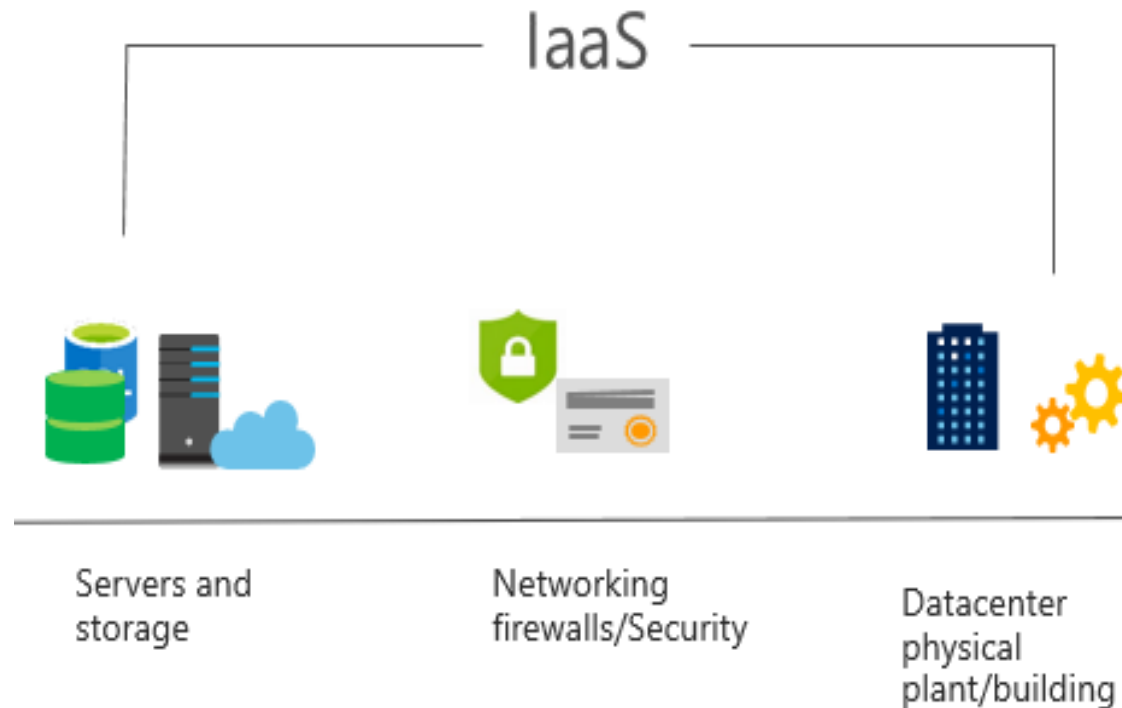 IaaS
Servers and
storage
Networking
firewalls/Security
Datacenter
physical
plant/building